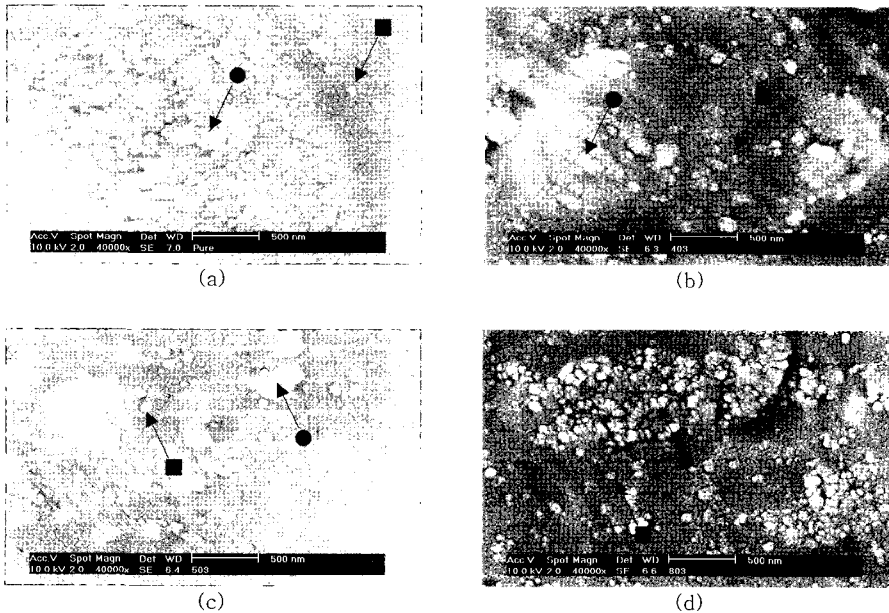 Acc.V Spot Magn Det WD 500 nm
10.0 kV 2.0 40000x SE 7.0 Pure
(a)
Acc.V Spot Magn Det WD 500 nm
10.0 kV 2.0 40000x SE 6.3 403
(b)
Acc.V Spot Magn Det WD 500 nm
10.0 kV 2.0 40000x SE 6.4 503
(c)
Acc.V Spot Magn Det WD 500 nm
10.0 kV 2.0 40000x SE 6.6 803
(d)